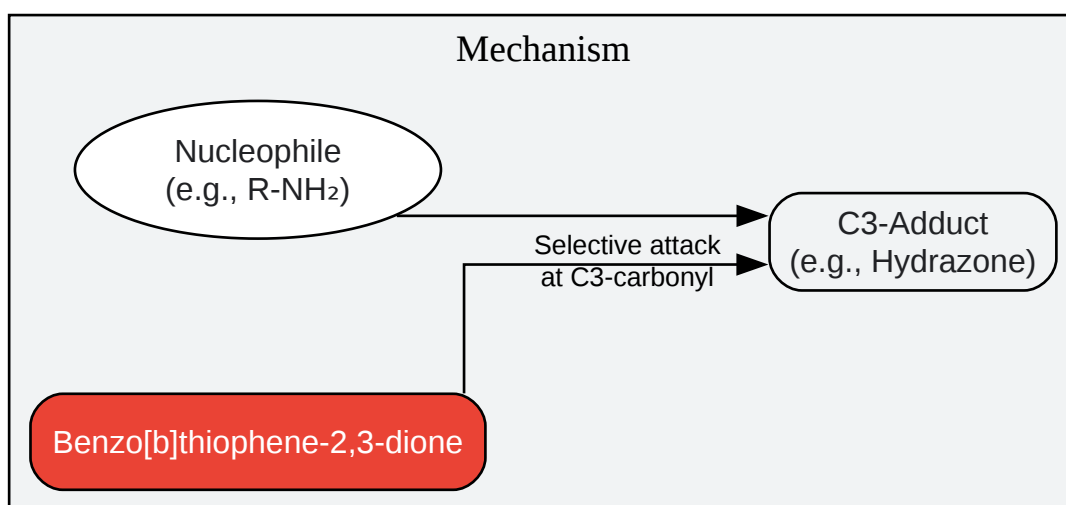 Mechanism
Nucleophile
(e.g., R-NH₂)
C3-Adduct
(e.g., Hydrazone)
Selective attack
at C3-carbonyl
Benzo[b]thiophene-2,3-dione